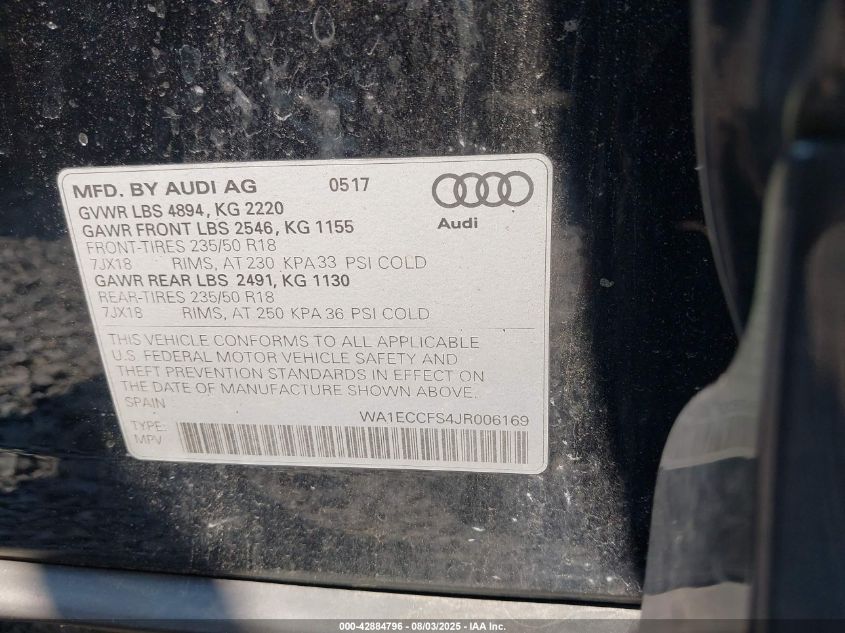 MFD. BY AUDI AG 0517
GVWR LBS 4894, KG 2220
GAWR FRONT LBS 2546, KG 1155
Audi
FRONT-TIRES 235/50 R18
7JX18 RIMS, AT 230 KPA 33 PSI COLD
GAWR REAR LBS 2491, KG 1130
REAR-TIRES 235/50 R18
7JX18 RIMS, AT 250 KPA 36 PSI COLD
THIS VEHICLE CONFORMS TO ALL APPLICABLE
U.S. FEDERAL MOTOR VEHICLE SAFETY AND
THEFT PREVENTION STANDARDS IN EFFECT ON
THE DATE OF MANUFACTURE SHOWN ABOVE.
SPAIN
WA1ECCFS4JR006169
TYPE:
MPV
000-42884796 - 08/03/2025 - IAA Inc.